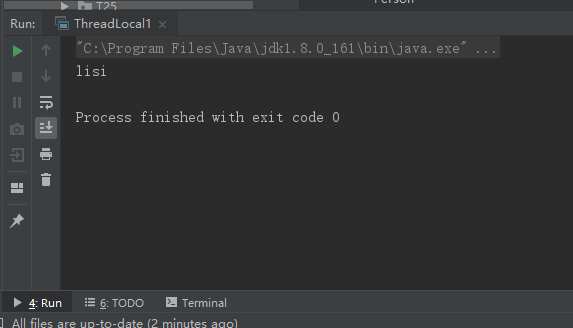 T25
Person
Run: ThreadLocal1
"C:\Program Files\Java\jdk1.8.0_161\bin\java.exe" ...
lisi
Process finished with exit code 0
4: Run 6: TODO Terminal
All files are up-to-date (2 minutes ago)